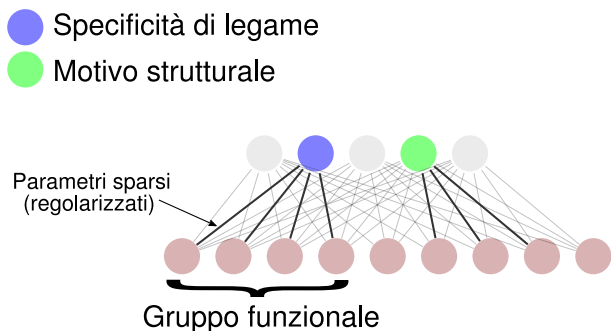 Specificità di legame
Motivo strutturale
Parametri sparsi
(regolarizzati)
Gruppo funzionale